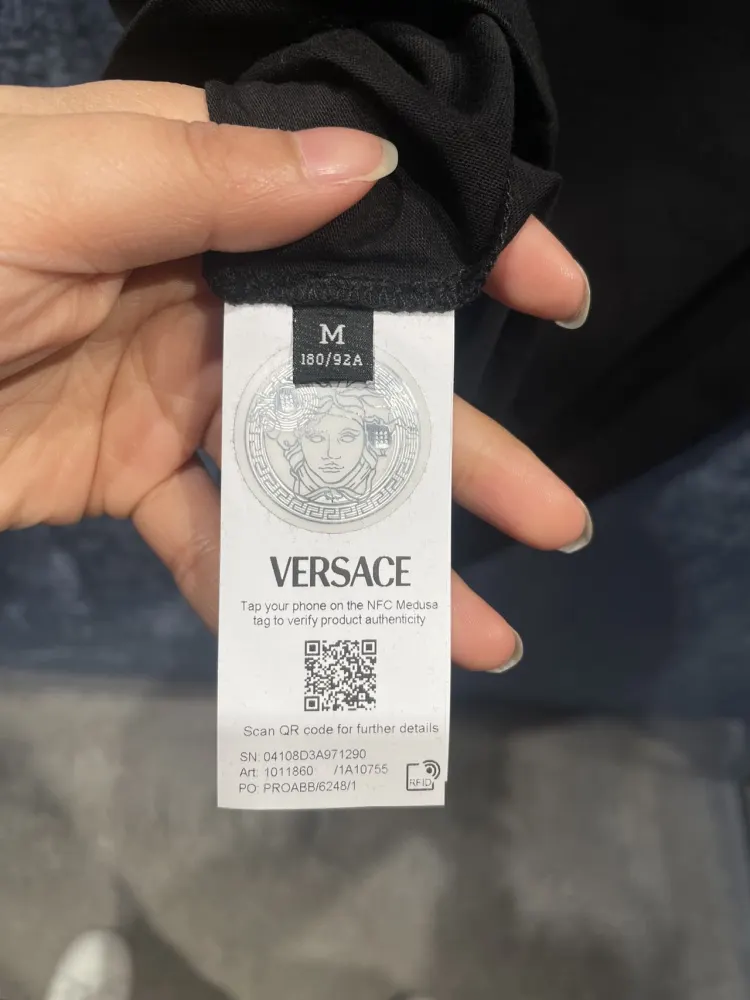 M
180/92A
VERSACE
Tap your phone on the NFC Medusa
tag to verify product authenticity
Scan QR code for further details
SN: 04108D3A971290
Art: 1011860 /1A10755
PO: PROABB/6248/1
RFID